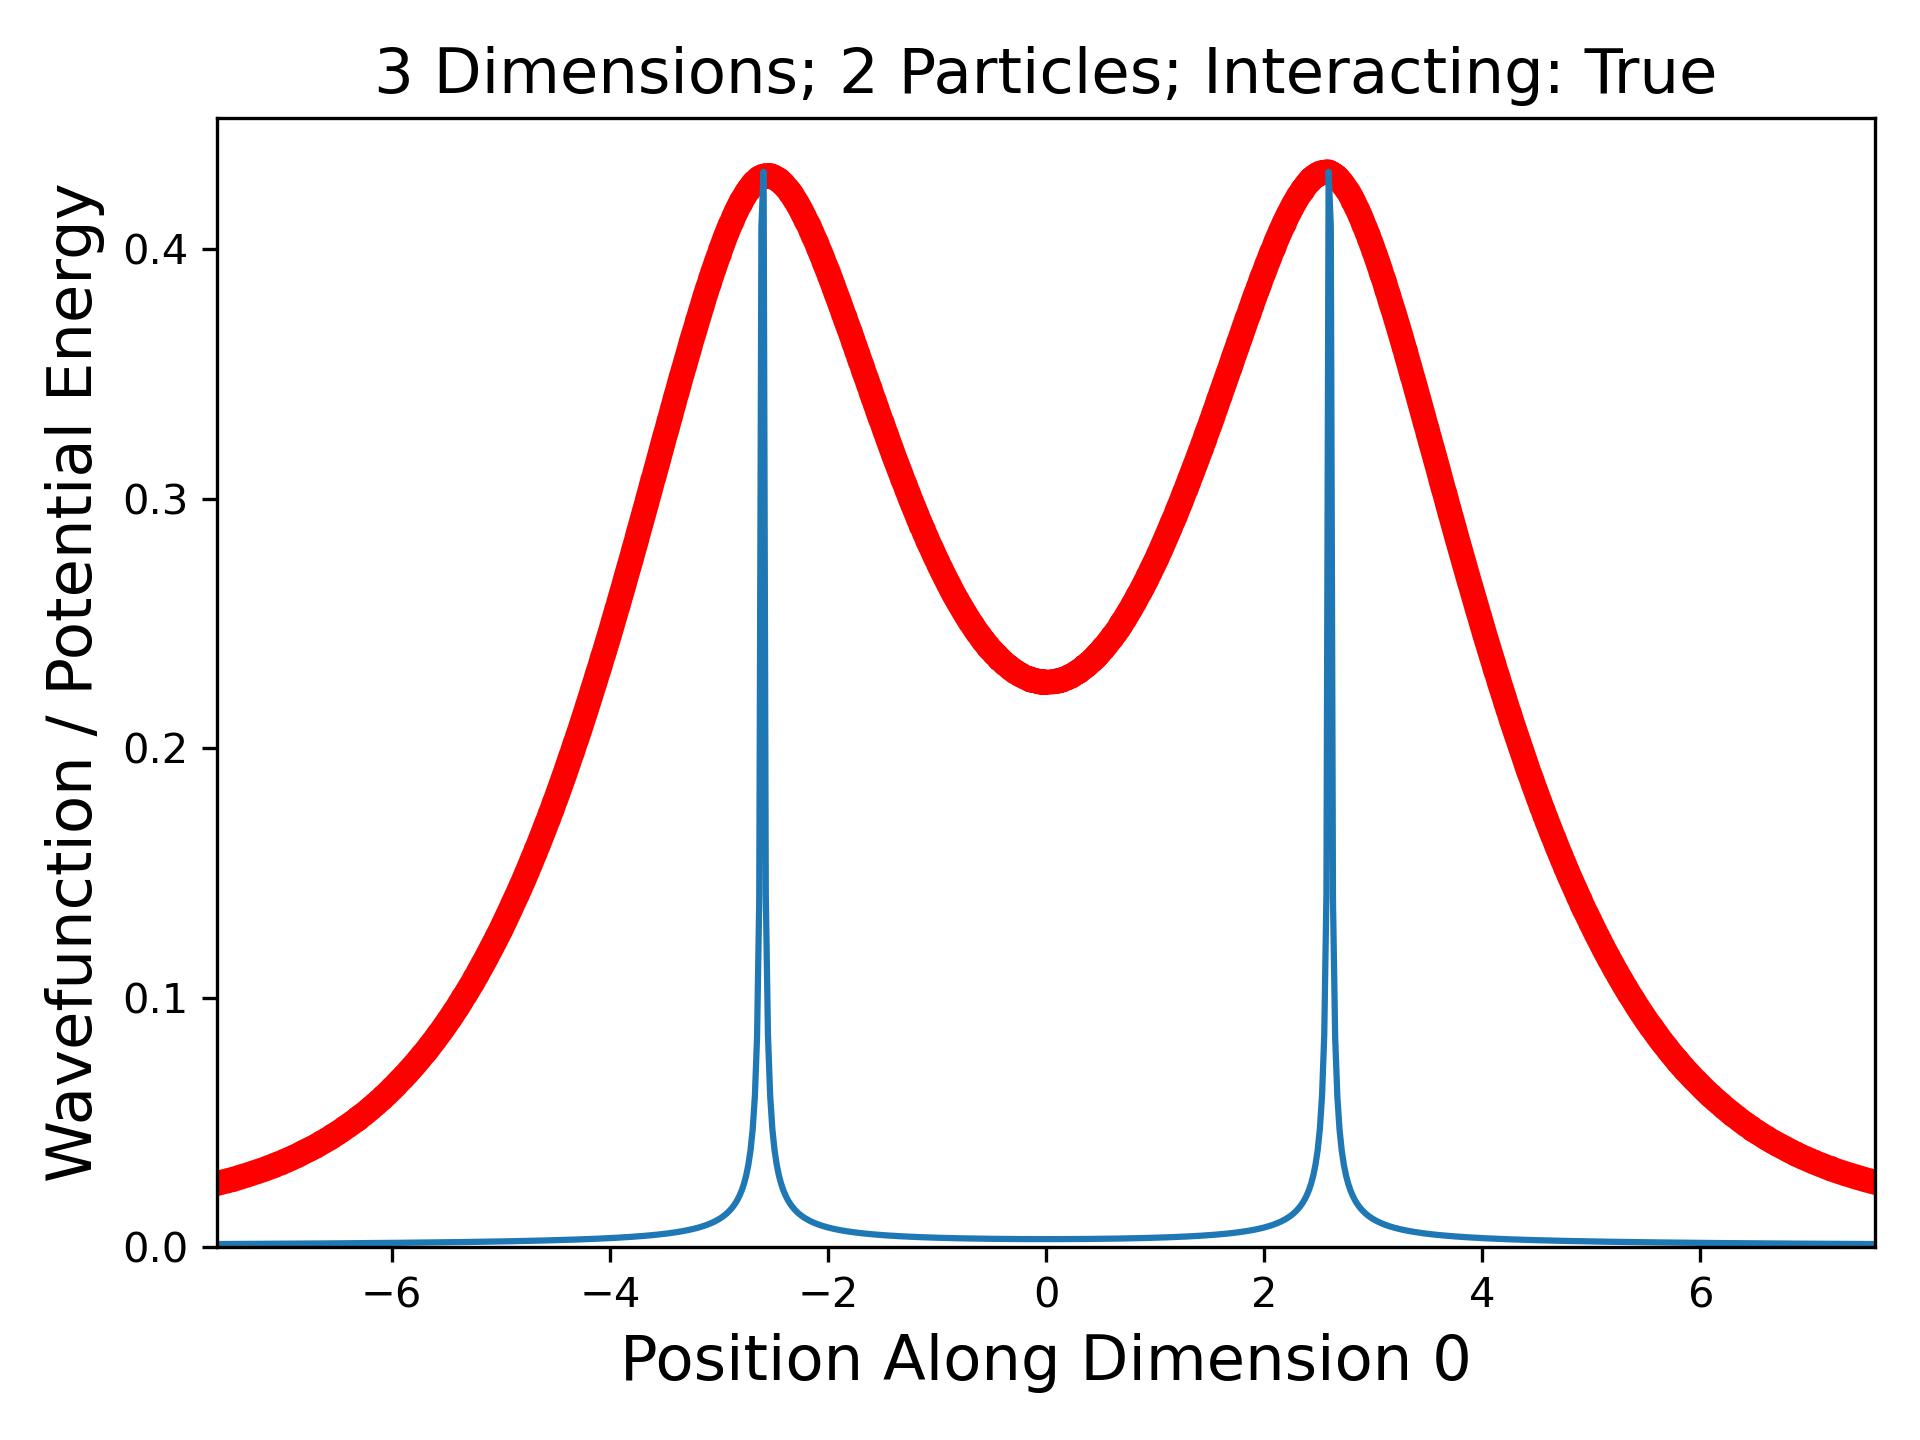 3 Dimensions; 2 Particles; Interacting: True
Wavefunction / Potential Energy
0.4
0.3
0.2
0.1
0.0
−6 −4 −2 0 2 4 6
Position Along Dimension 0